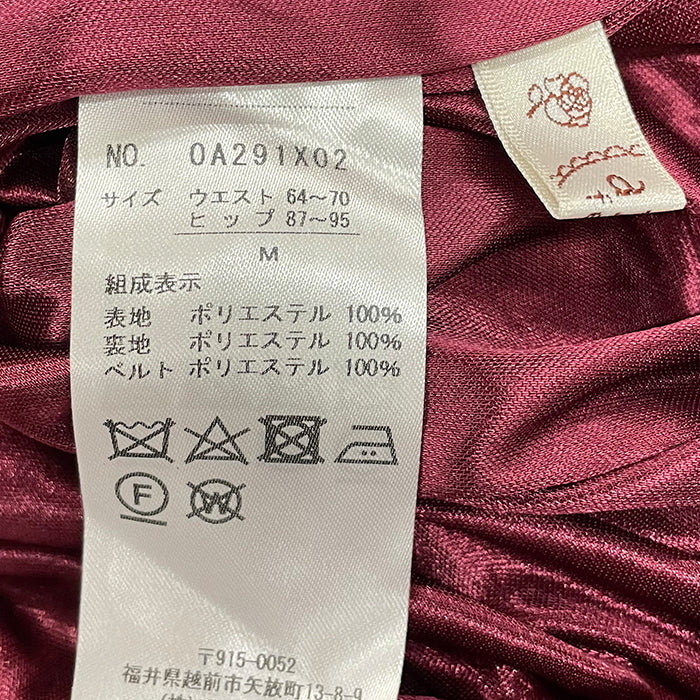 NO. 0A291X02
サイズ ウエスト 64～70
ヒップ 87～95
M
組成表示
表地 ポリエステル 100%
裏地 ポリエステル 100%
ベルト ポリエステル 100%
F W
〒915-0052
福井県越前市矢放町13-8-9